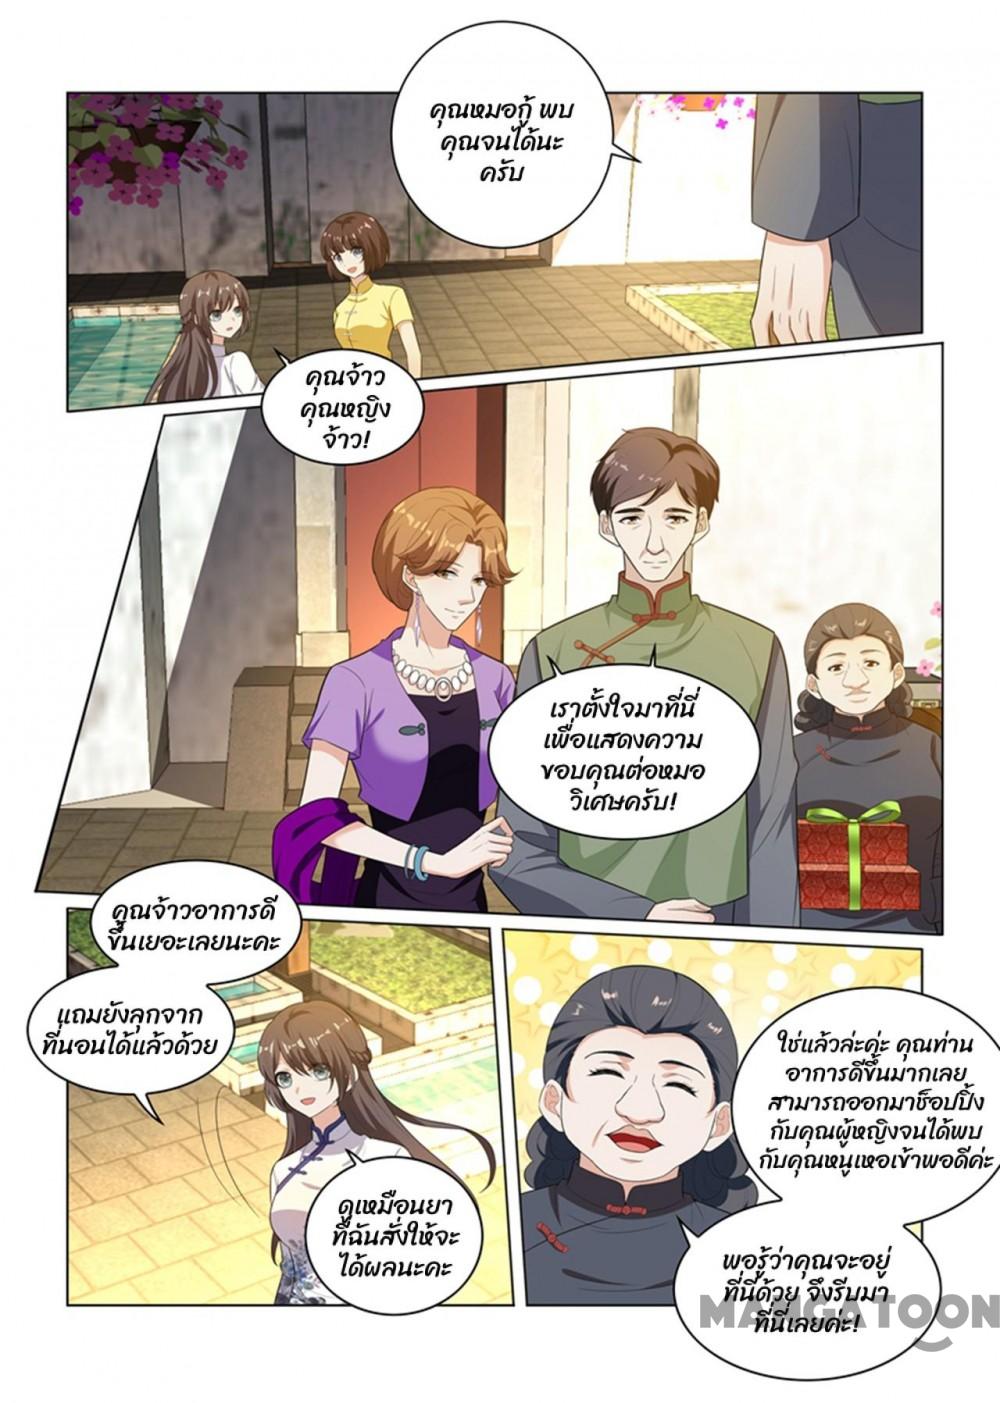 คุณหมอกู้ พบ
คุณจนได้นะ
ครับ
คุณจ้าว
คุณหญิง
จ้าว!
เราตั้งใจมาที่นี่
เพื่อแสดงความ
ขอบคุณต่อหมอ
วิเศษครับ!
คุณจ้าวอาการดี
ขึ้นเยอะเลยนะคะ
แถมยังลุกจาก
ที่นอนได้แล้วด้วย
ดูเหมือนยา
ที่ฉันสั่งให้จะ
ได้ผลนะคะ
ใช่แล้วล่ะค่ะ คุณท่าน
อาการดีขึ้นมากเลย
สามารถออกมาช็อปปิ้ง
กับคุณผู้หญิงจนได้พบ
กับคุณหนูเหอเข้าพอดีค่ะ
พอรู้ว่าคุณจะอยู่
ที่นี่ด้วย จึงรีบมา
ที่นี่เลยค่ะ!
MANGATOON